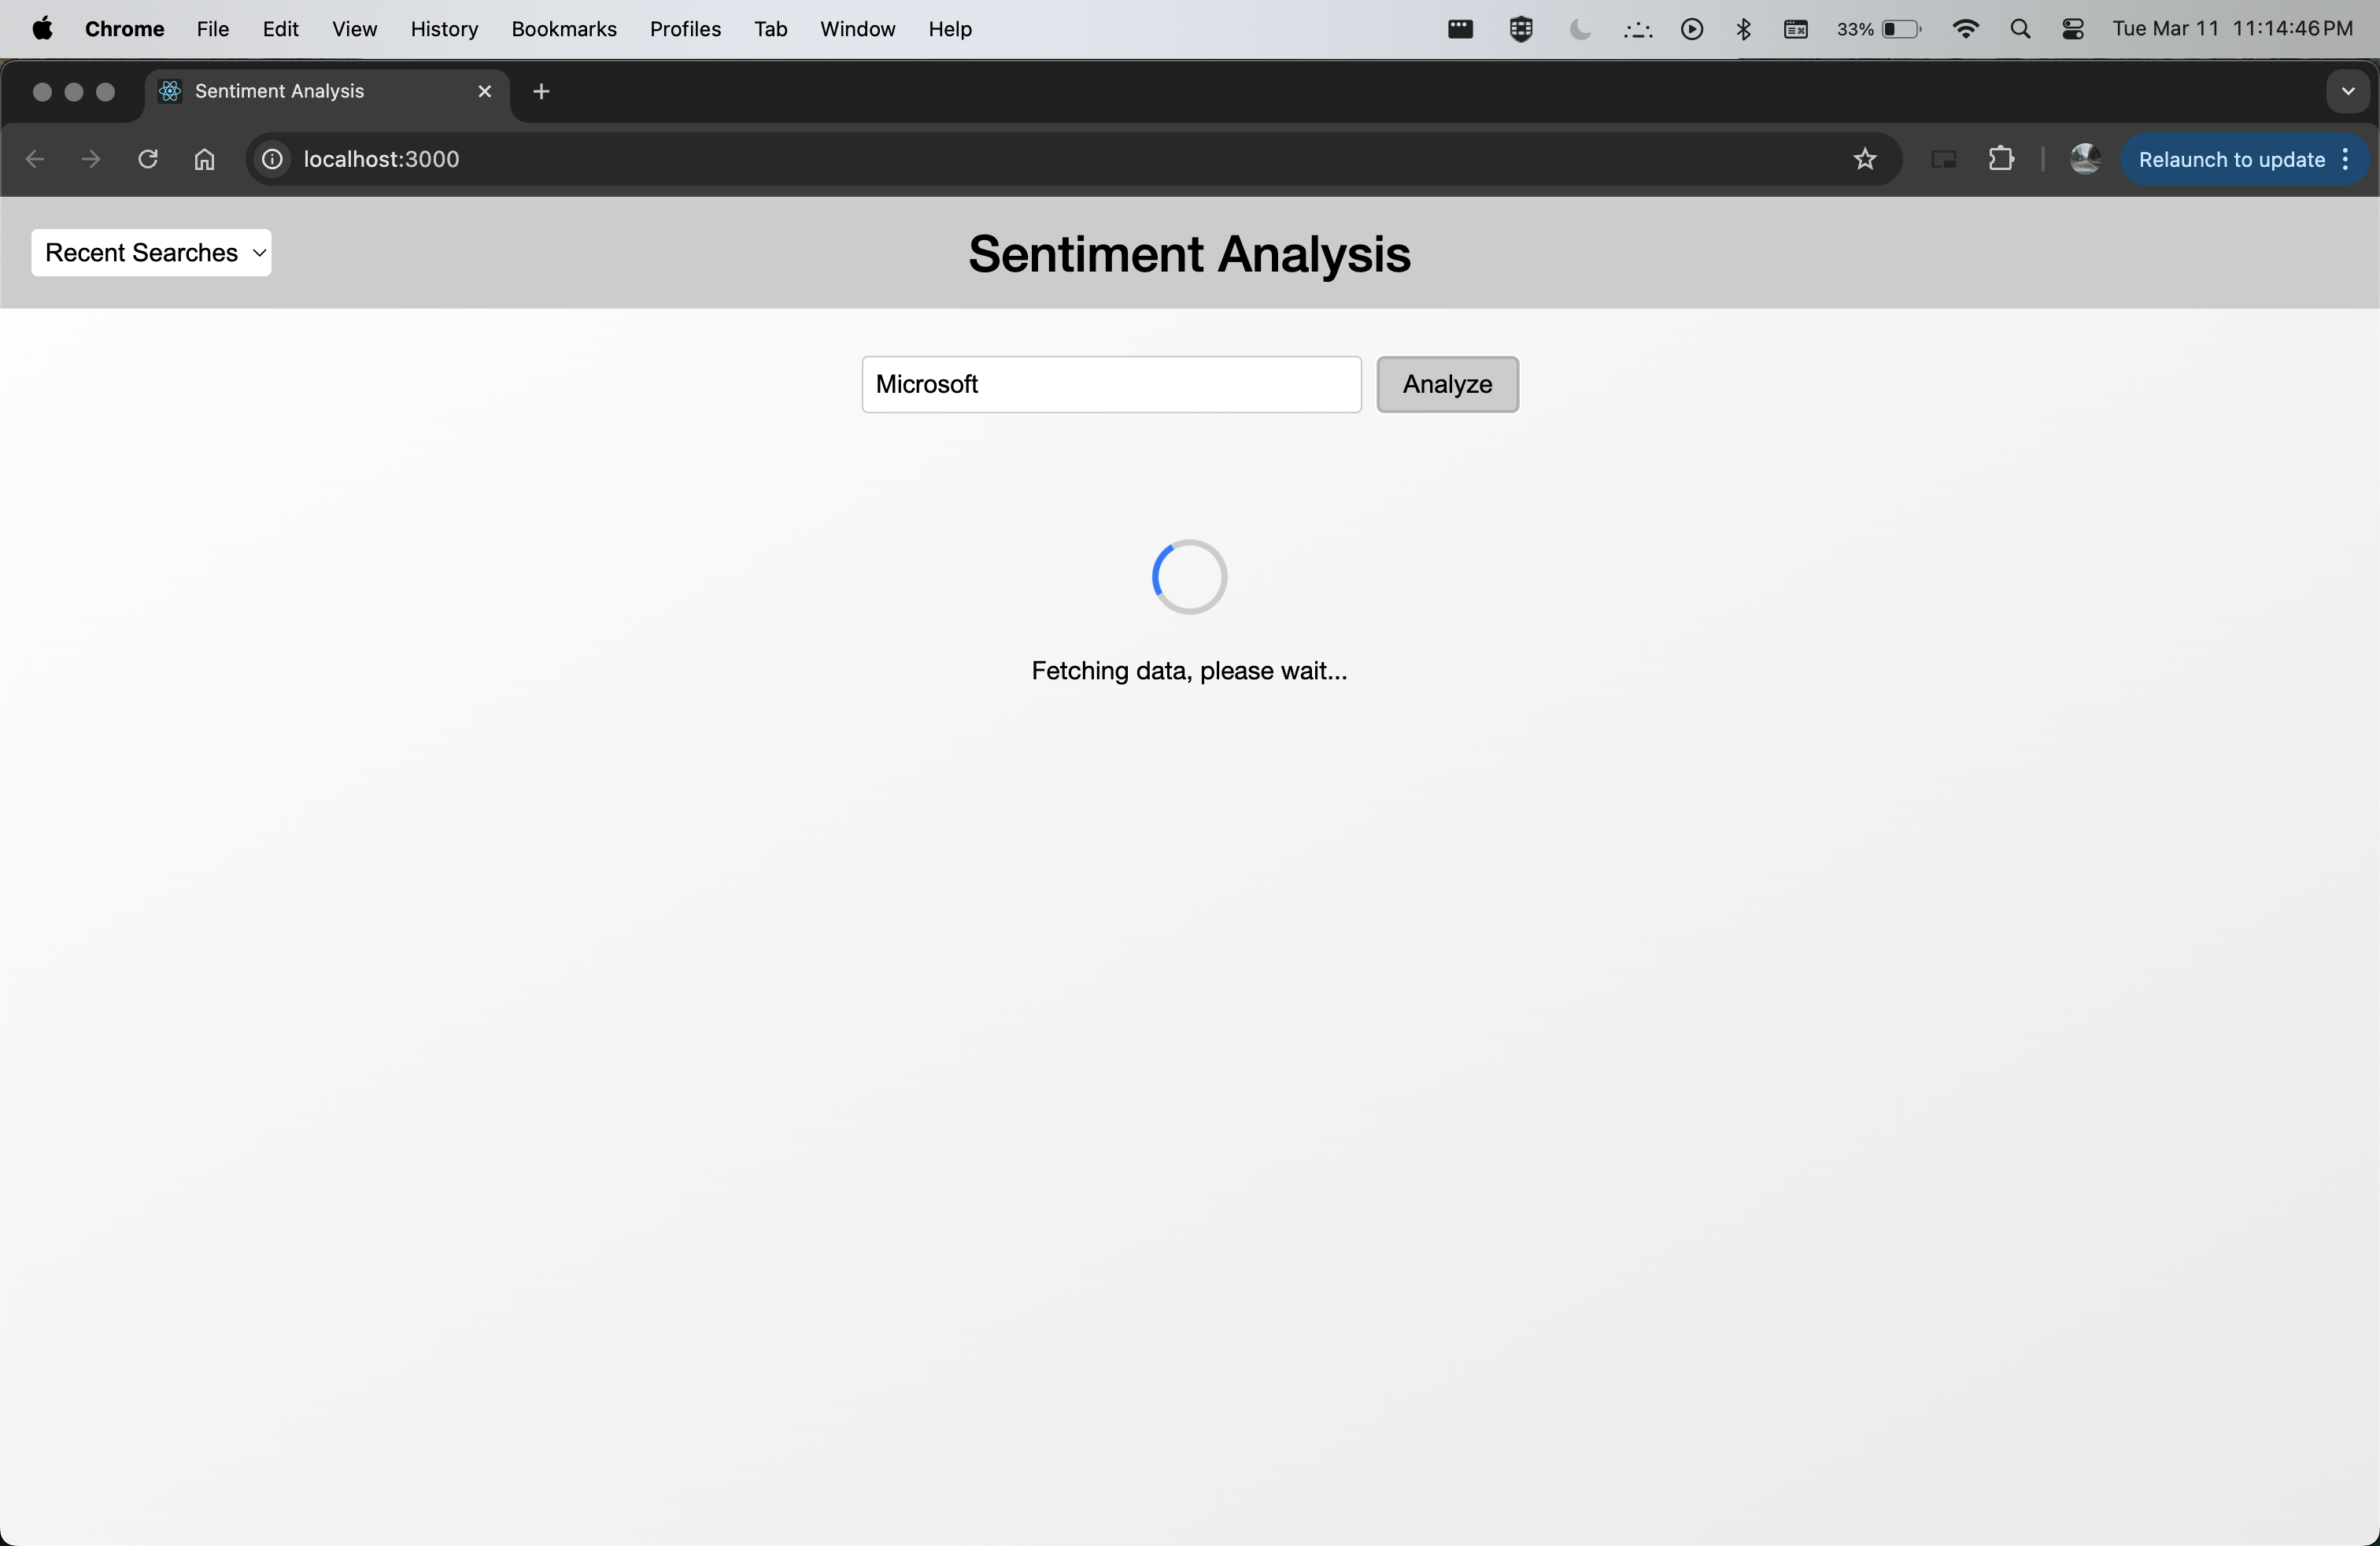 Chrome File Edit View History Bookmarks Profiles Tab Window Help 33% Tue Mar 11 11:14:46 PM
Sentiment Analysis
localhost:3000 Relaunch to update
Recent Searches Sentiment Analysis
Microsoft Analyze
Fetching data, please wait...